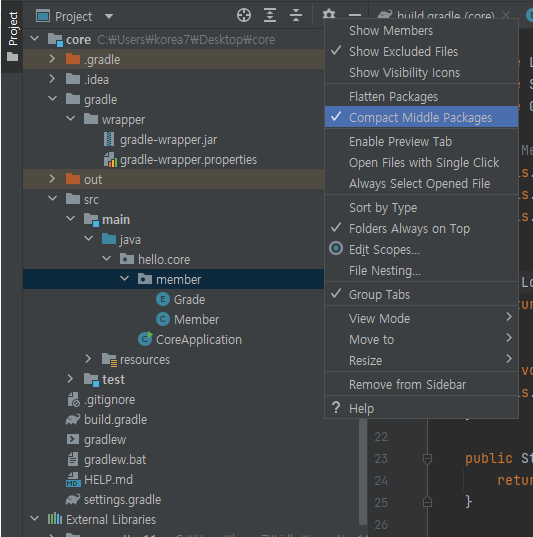 Project
Project
core C:\Users\korea7\Desktop\core
.gradle
.idea
gradle
wrapper
gradle-wrapper.jar
gradle-wrapper.properties
out
src
main
java
hello.core
member
E Grade
C Member
CoreApplication
resources
test
.gitignore
build.gradle
gradlew
gradlew.bat
MD HELP.md
settings.gradle
External Libraries
build.gradle (core)
Show Members
Show Excluded Files
Show Visibility Icons
Flatten Packages
Compact Middle Packages
Enable Preview Tab
Open Files with Single Click
Always Select Opened File
Sort by Type
Folders Always on Top
Edit Scopes...
File Nesting...
Group Tabs
View Mode
Move to
Resize
Remove from Sidebar
? Help
22
23 public St
24 retur
25 }
26